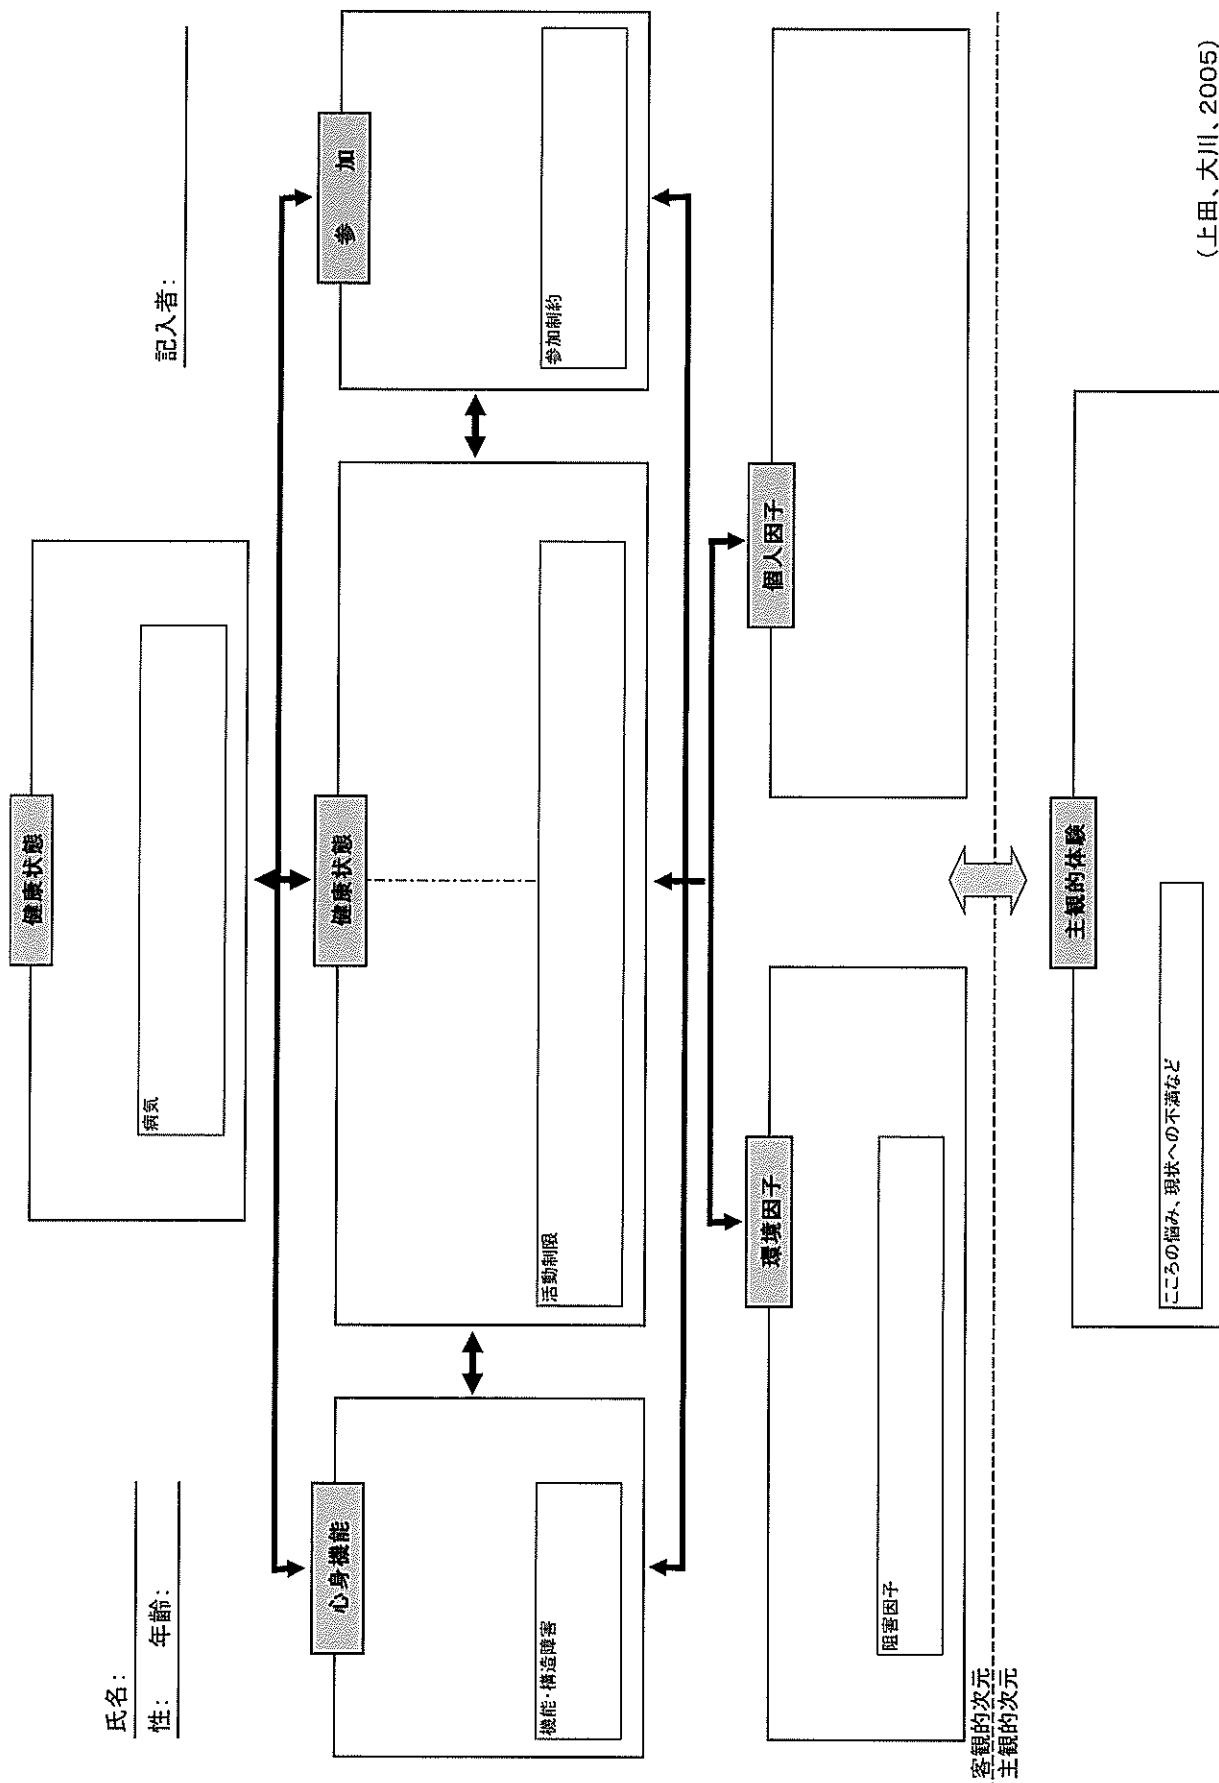 氏名：
性：　年齢：
記入者：
健康状態
病気
心身機能
機能・構造障害
健康状態
活動制限
参　加
参加制約
環境因子
阻害因子
個人因子
客観的次元
主観的次元
主観的体験
こころの悩み、現状への不満など
（上田、大川、2005）